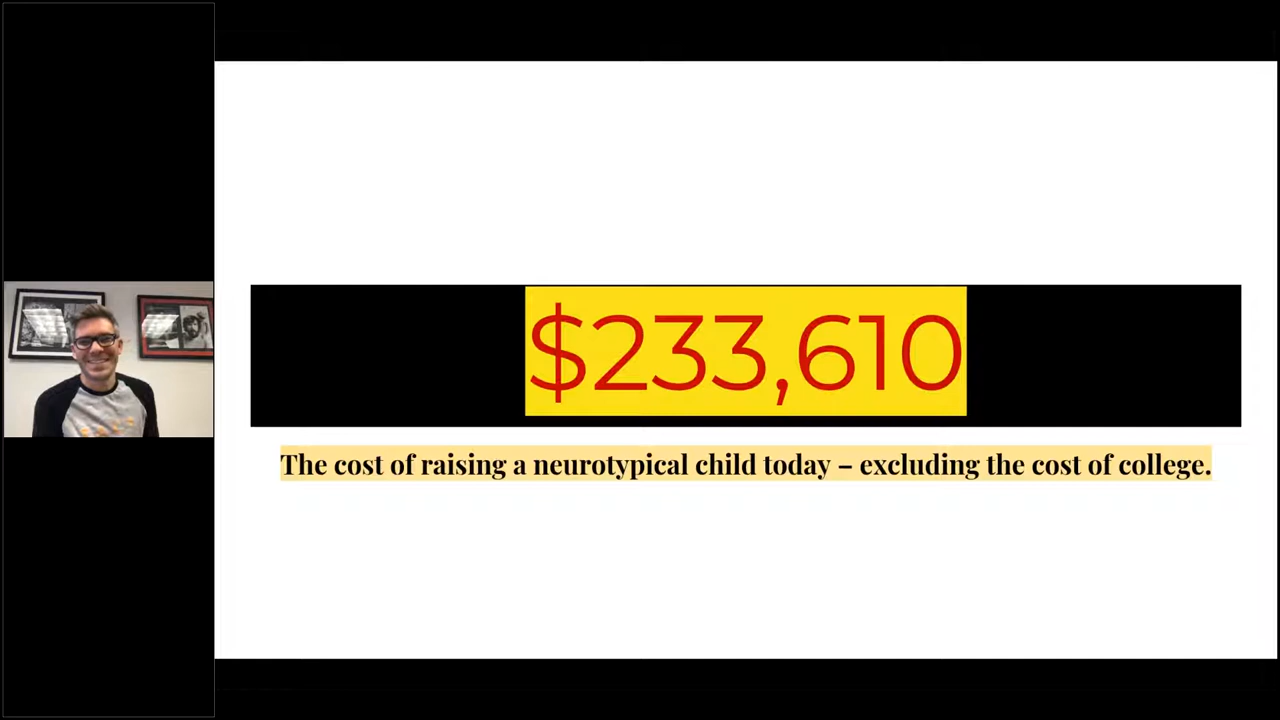 $233,610
The cost of raising a neurotypical child today – excluding the cost of college.